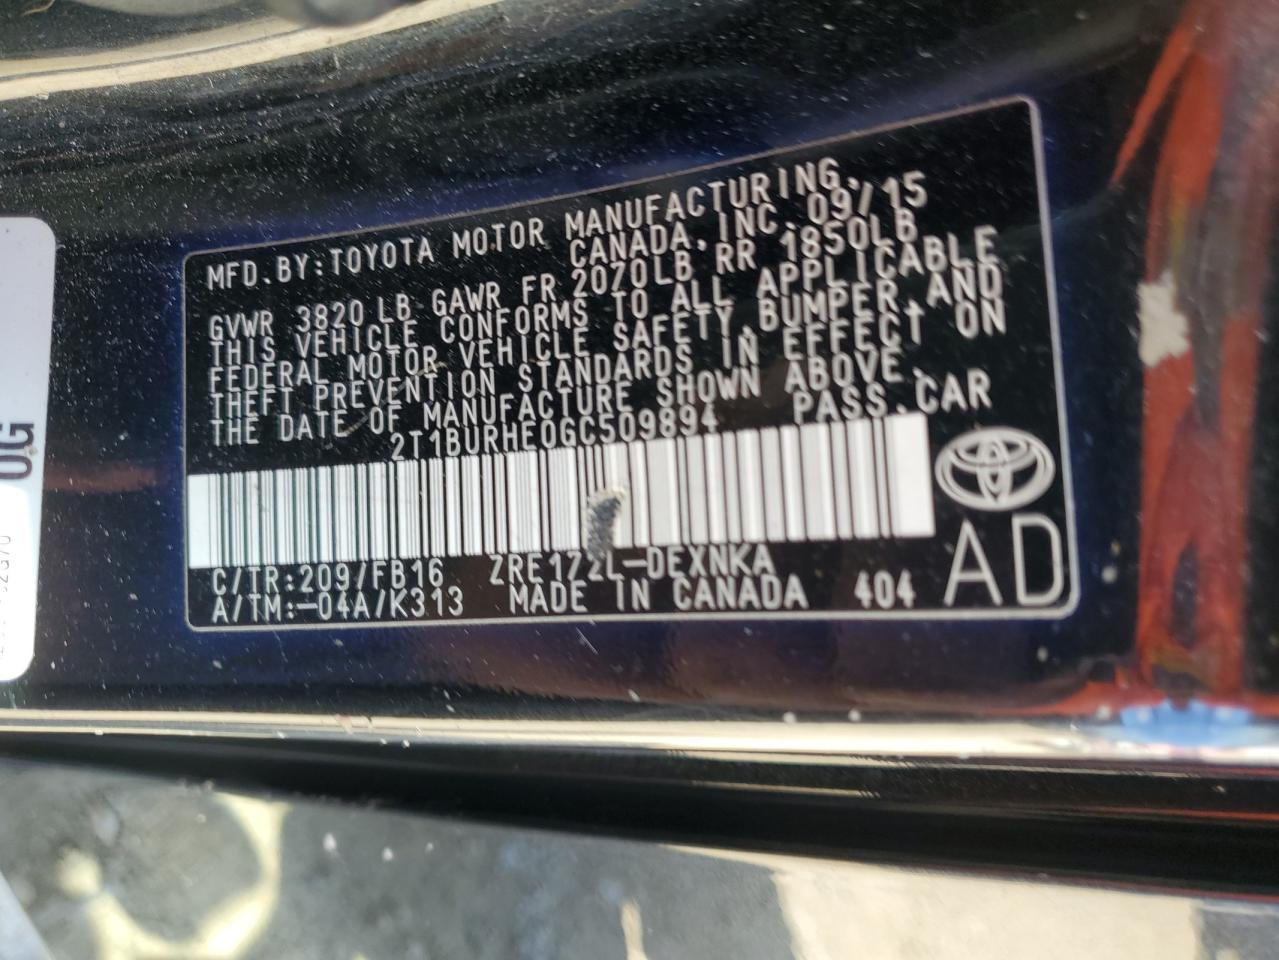 MFD.BY:TOYOTA MOTOR MANUFACTURING,
CANADA, INC. 09/15
GVWR 3820 LB GAWR FR 2070LB RR 1850LB
THIS VEHICLE CONFORMS TO ALL APPLICABLE
FEDERAL MOTOR VEHICLE SAFETY, BUMPER, AND
THEFT PREVENTION STANDARDS IN EFFECT ON
THE DATE OF MANUFACTURE SHOWN ABOVE.
2T1BURHE0GC509894 PASS.CAR
C/TR:209/FB16 ZRE172L-DEXNKA
A/TM:-04A/K313 MADE IN CANADA 404
AD
0G